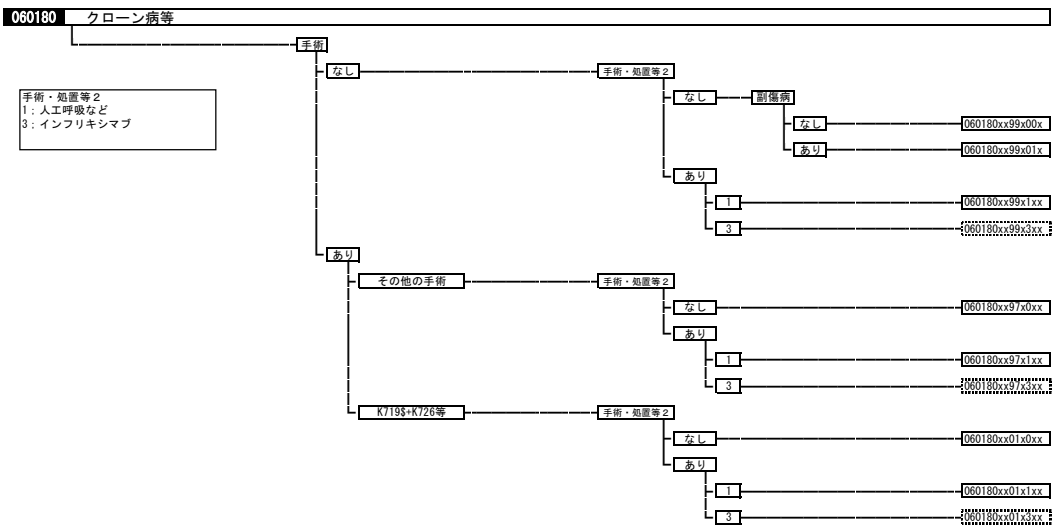 060180 クローン病等
手術
なし 手術・処置等2
手術・処置等2
1：人工呼吸など
3：インフリキシマブ
なし 副傷病
なし 060180xx99x00x
あり 060180xx99x01x
あり
1 060180xx99x1xx
3 060180xx99x3xx
あり
その他の手術 手術・処置等2
なし 060180xx97x0xx
あり
1 060180xx97x1xx
3 060180xx97x3xx
K719$+K726等 手術・処置等2
なし 060180xx01x0xx
あり
1 060180xx01x1xx
3 060180xx01x3xx